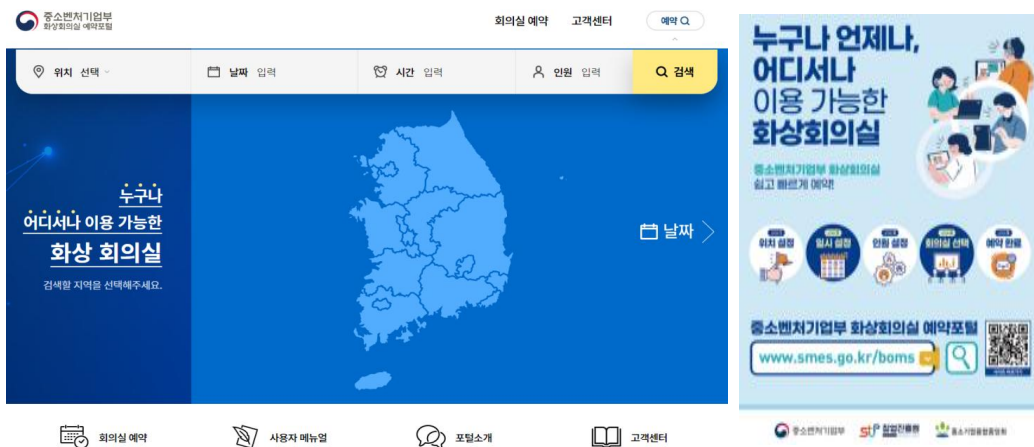 중소벤처기업부
화상회의실 예약포털
회의실 예약
고객센터
예약
위치 선택
날짜 입력
시간 입력
인원 입력
검색
누구나
어디서나 이용 가능한
화상 회의실
검색할 지역을 선택해주세요.
날짜
회의실 예약
사용자 메뉴얼
포털소개
고객센터
누구나 언제나,
어디서나
이용 가능한
화상회의실
중소벤처기업부 화상회의실
쉽고 빠르게 예약!
위치 설정
일시 설정
인원 설정
회의실 선택
예약 완료
중소벤처기업부 화상회의실 예약포털
www.smes.go.kr/boms
중소벤처기업부
창업진흥원